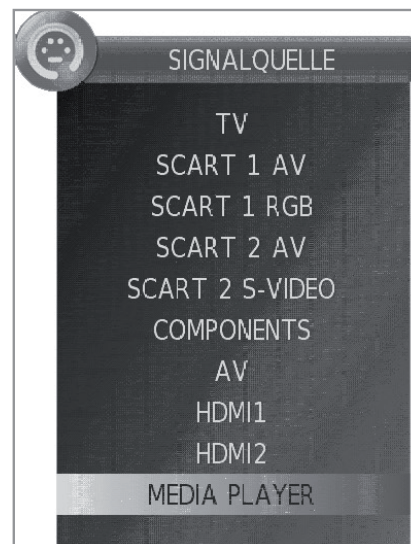 SIGNALQUELLE
TV
SCART 1 AV
SCART 1 RGB
SCART 2 AV
SCART 2 S-VIDEO
COMPONENTS
AV
HDMI1
HDMI2
MEDIA PLAYER